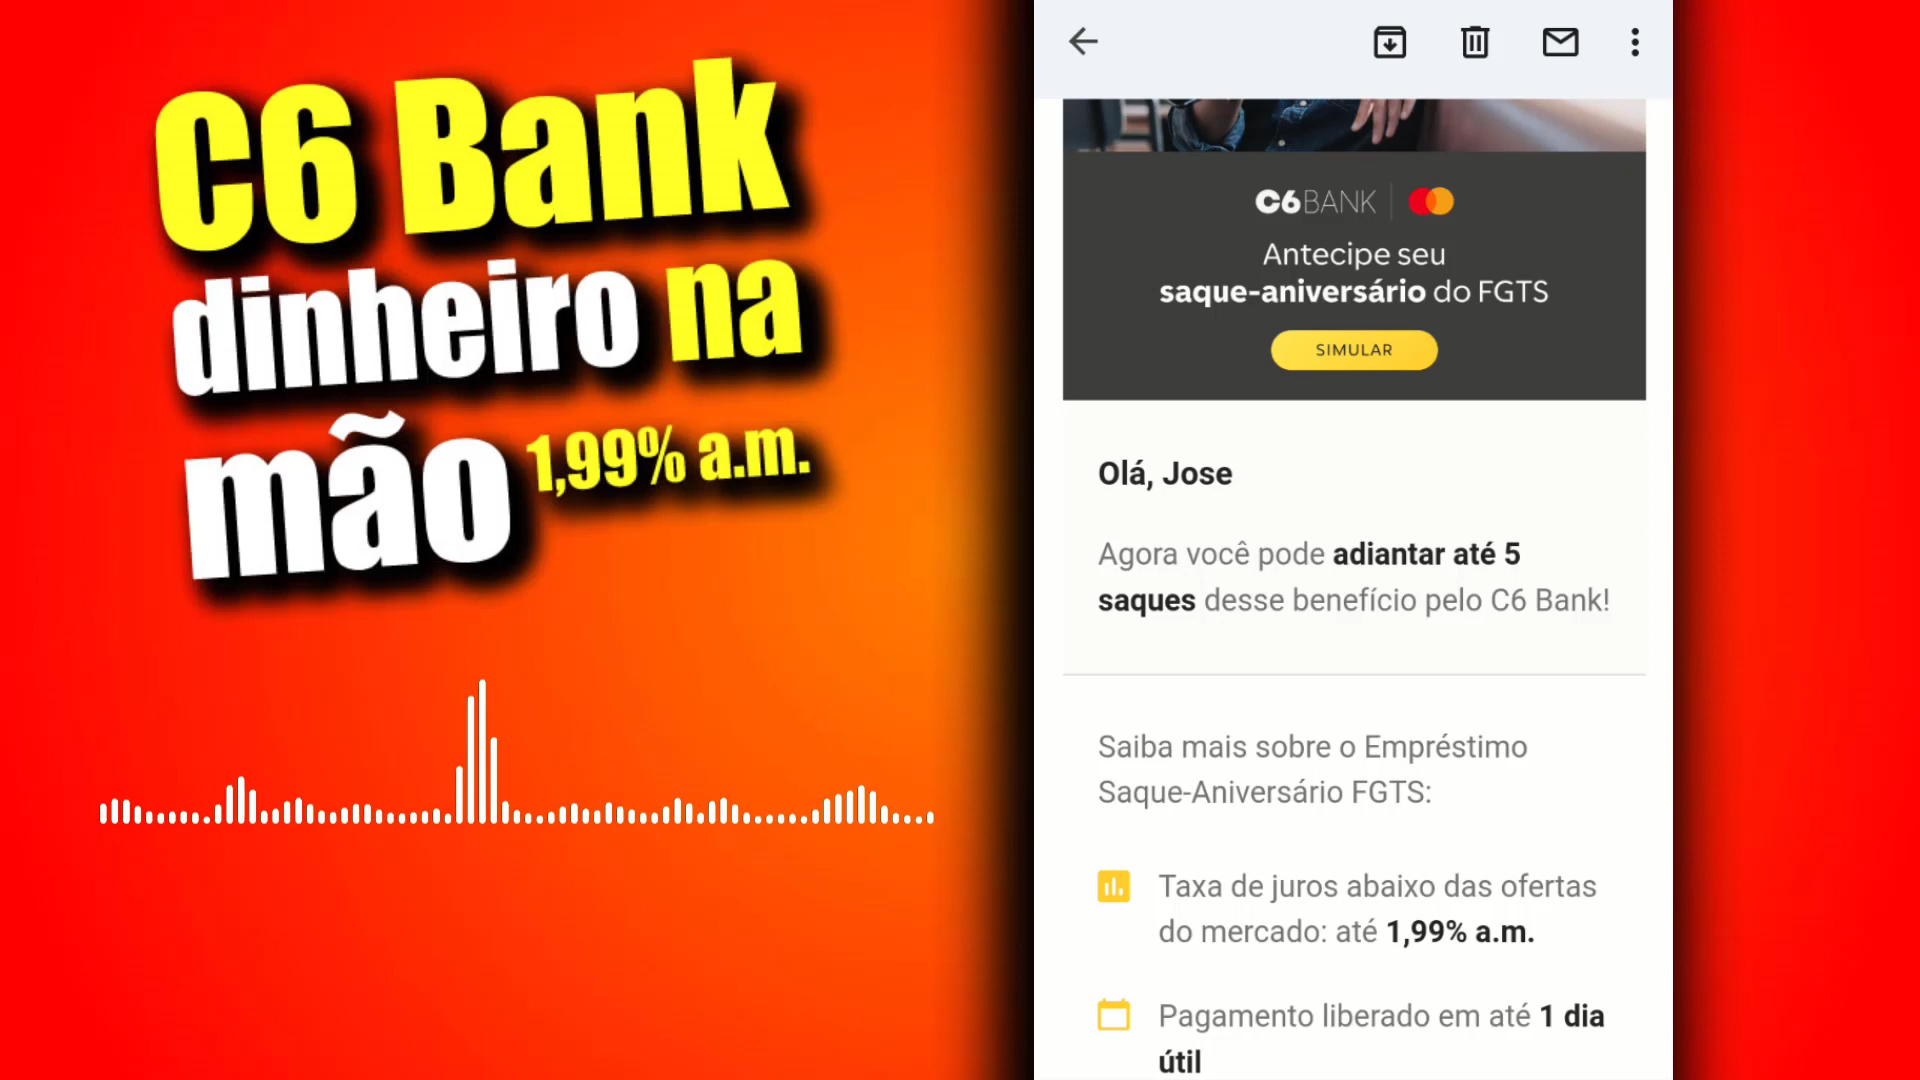 C6 Bank
dinheiro na
mão 1,99% a.m.
C6BANK
Antecipe seu
saque-aniversário do FGTS
SIMULAR
Olá, Jose
Agora você pode adiantar até 5
saques desse benefício pelo C6 Bank!
Saiba mais sobre o Empréstimo
Saque-Aniversário FGTS:
Taxa de juros abaixo das ofertas
do mercado: até 1,99% a.m.
Pagamento liberado em até 1 dia
útil